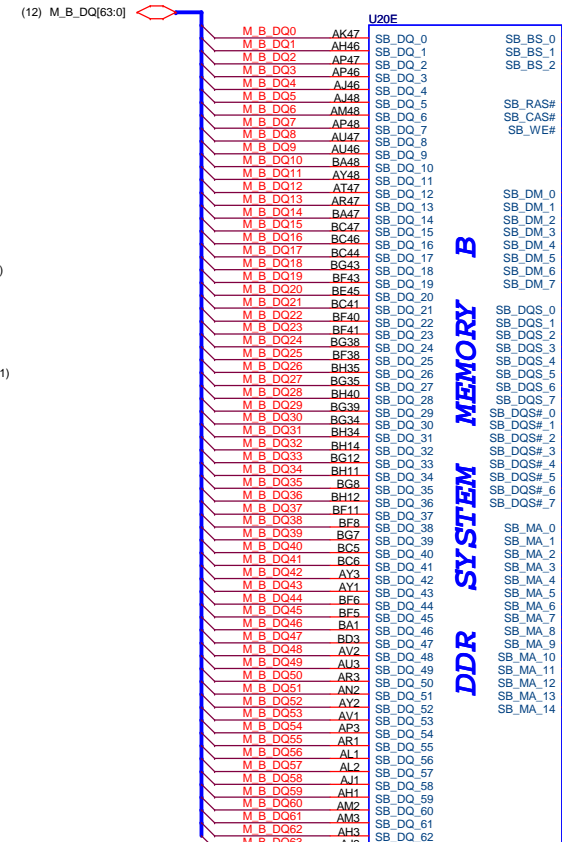 (12) M_B_DQ[63:0]
U20E
M_B_DQ0 AK47 SB_DQ_0 SB_BS_0
M_B_DQ1 AH46 SB_DQ_1 SB_BS_1
M_B_DQ2 AP47 SB_DQ_2 SB_BS_2
M_B_DQ3 AP46 SB_DQ_3
M_B_DQ4 AJ46 SB_DQ_4
M_B_DQ5 AJ48 SB_DQ_5 SB_RAS#
M_B_DQ6 AM48 SB_DQ_6 SB_CAS#
M_B_DQ7 AP48 SB_DQ_7 SB_WE#
M_B_DQ8 AU47 SB_DQ_8
M_B_DQ9 AU46 SB_DQ_9
M_B_DQ10 BA48 SB_DQ_10
M_B_DQ11 AY48 SB_DQ_11
M_B_DQ12 AT47 SB_DQ_12 SB_DM_0
M_B_DQ13 AR47 SB_DQ_13 SB_DM_1
M_B_DQ14 BA47 SB_DQ_14 SB_DM_2
M_B_DQ15 BC47 SB_DQ_15 SB_DM_3
M_B_DQ16 BC46 SB_DQ_16 SB_DM_4
M_B_DQ17 BC44 SB_DQ_17 SB_DM_5
M_B_DQ18 BG43 SB_DQ_18 SB_DM_6
M_B_DQ19 BF43 SB_DQ_19 SB_DM_7
M_B_DQ20 BE45 SB_DQ_20
M_B_DQ21 BC41 SB_DQ_21 SB_DQS_0
M_B_DQ22 BF40 SB_DQ_22 SB_DQS_1
M_B_DQ23 BF41 SB_DQ_23 SB_DQS_2
M_B_DQ24 BG38 SB_DQ_24 SB_DQS_3
M_B_DQ25 BF38 SB_DQ_25 SB_DQS_4
M_B_DQ26 BH35 SB_DQ_26 SB_DQS_5
M_B_DQ27 BG35 SB_DQ_27 SB_DQS_6
M_B_DQ28 BH40 SB_DQ_28 SB_DQS_7
M_B_DQ29 BG39 SB_DQ_29 SB_DQS#_0
M_B_DQ30 BG34 SB_DQ_30 SB_DQS#_1
M_B_DQ31 BH34 SB_DQ_31 SB_DQS#_2
M_B_DQ32 BH14 SB_DQ_32 SB_DQS#_3
M_B_DQ33 BG12 SB_DQ_33 SB_DQS#_4
M_B_DQ34 BH11 SB_DQ_34 SB_DQS#_5
M_B_DQ35 BG8 SB_DQ_35 SB_DQS#_6
M_B_DQ36 BH12 SB_DQ_36 SB_DQS#_7
M_B_DQ37 BF11 SB_DQ_37
M_B_DQ38 BF8 SB_DQ_38 SB_MA_0
M_B_DQ39 BG7 SB_DQ_39 SB_MA_1
M_B_DQ40 BC5 SB_DQ_40 SB_MA_2
M_B_DQ41 BC6 SB_DQ_41 SB_MA_3
M_B_DQ42 AY3 SB_DQ_42 SB_MA_4
M_B_DQ43 AY1 SB_DQ_43 SB_MA_5
M_B_DQ44 BF6 SB_DQ_44 SB_MA_6
M_B_DQ45 BF5 SB_DQ_45 SB_MA_7
M_B_DQ46 BA1 SB_DQ_46 SB_MA_8
M_B_DQ47 BD3 SB_DQ_47 SB_MA_9
M_B_DQ48 AV2 SB_DQ_48 SB_MA_10
M_B_DQ49 AU3 SB_DQ_49 SB_MA_11
M_B_DQ50 AR3 SB_DQ_50 SB_MA_12
M_B_DQ51 AN2 SB_DQ_51 SB_MA_13
M_B_DQ52 AY2 SB_DQ_52 SB_MA_14
M_B_DQ53 AV1 SB_DQ_53
M_B_DQ54 AP3 SB_DQ_54
M_B_DQ55 AR1 SB_DQ_55
M_B_DQ56 AL1 SB_DQ_56
M_B_DQ57 AL2 SB_DQ_57
M_B_DQ58 AJ1 SB_DQ_58
M_B_DQ59 AH1 SB_DQ_59
M_B_DQ60 AM2 SB_DQ_60
M_B_DQ61 AM3 SB_DQ_61
M_B_DQ62 AH3 SB_DQ_62
M_B_DQ63
DDR SYSTEM MEMORY B
)
1)